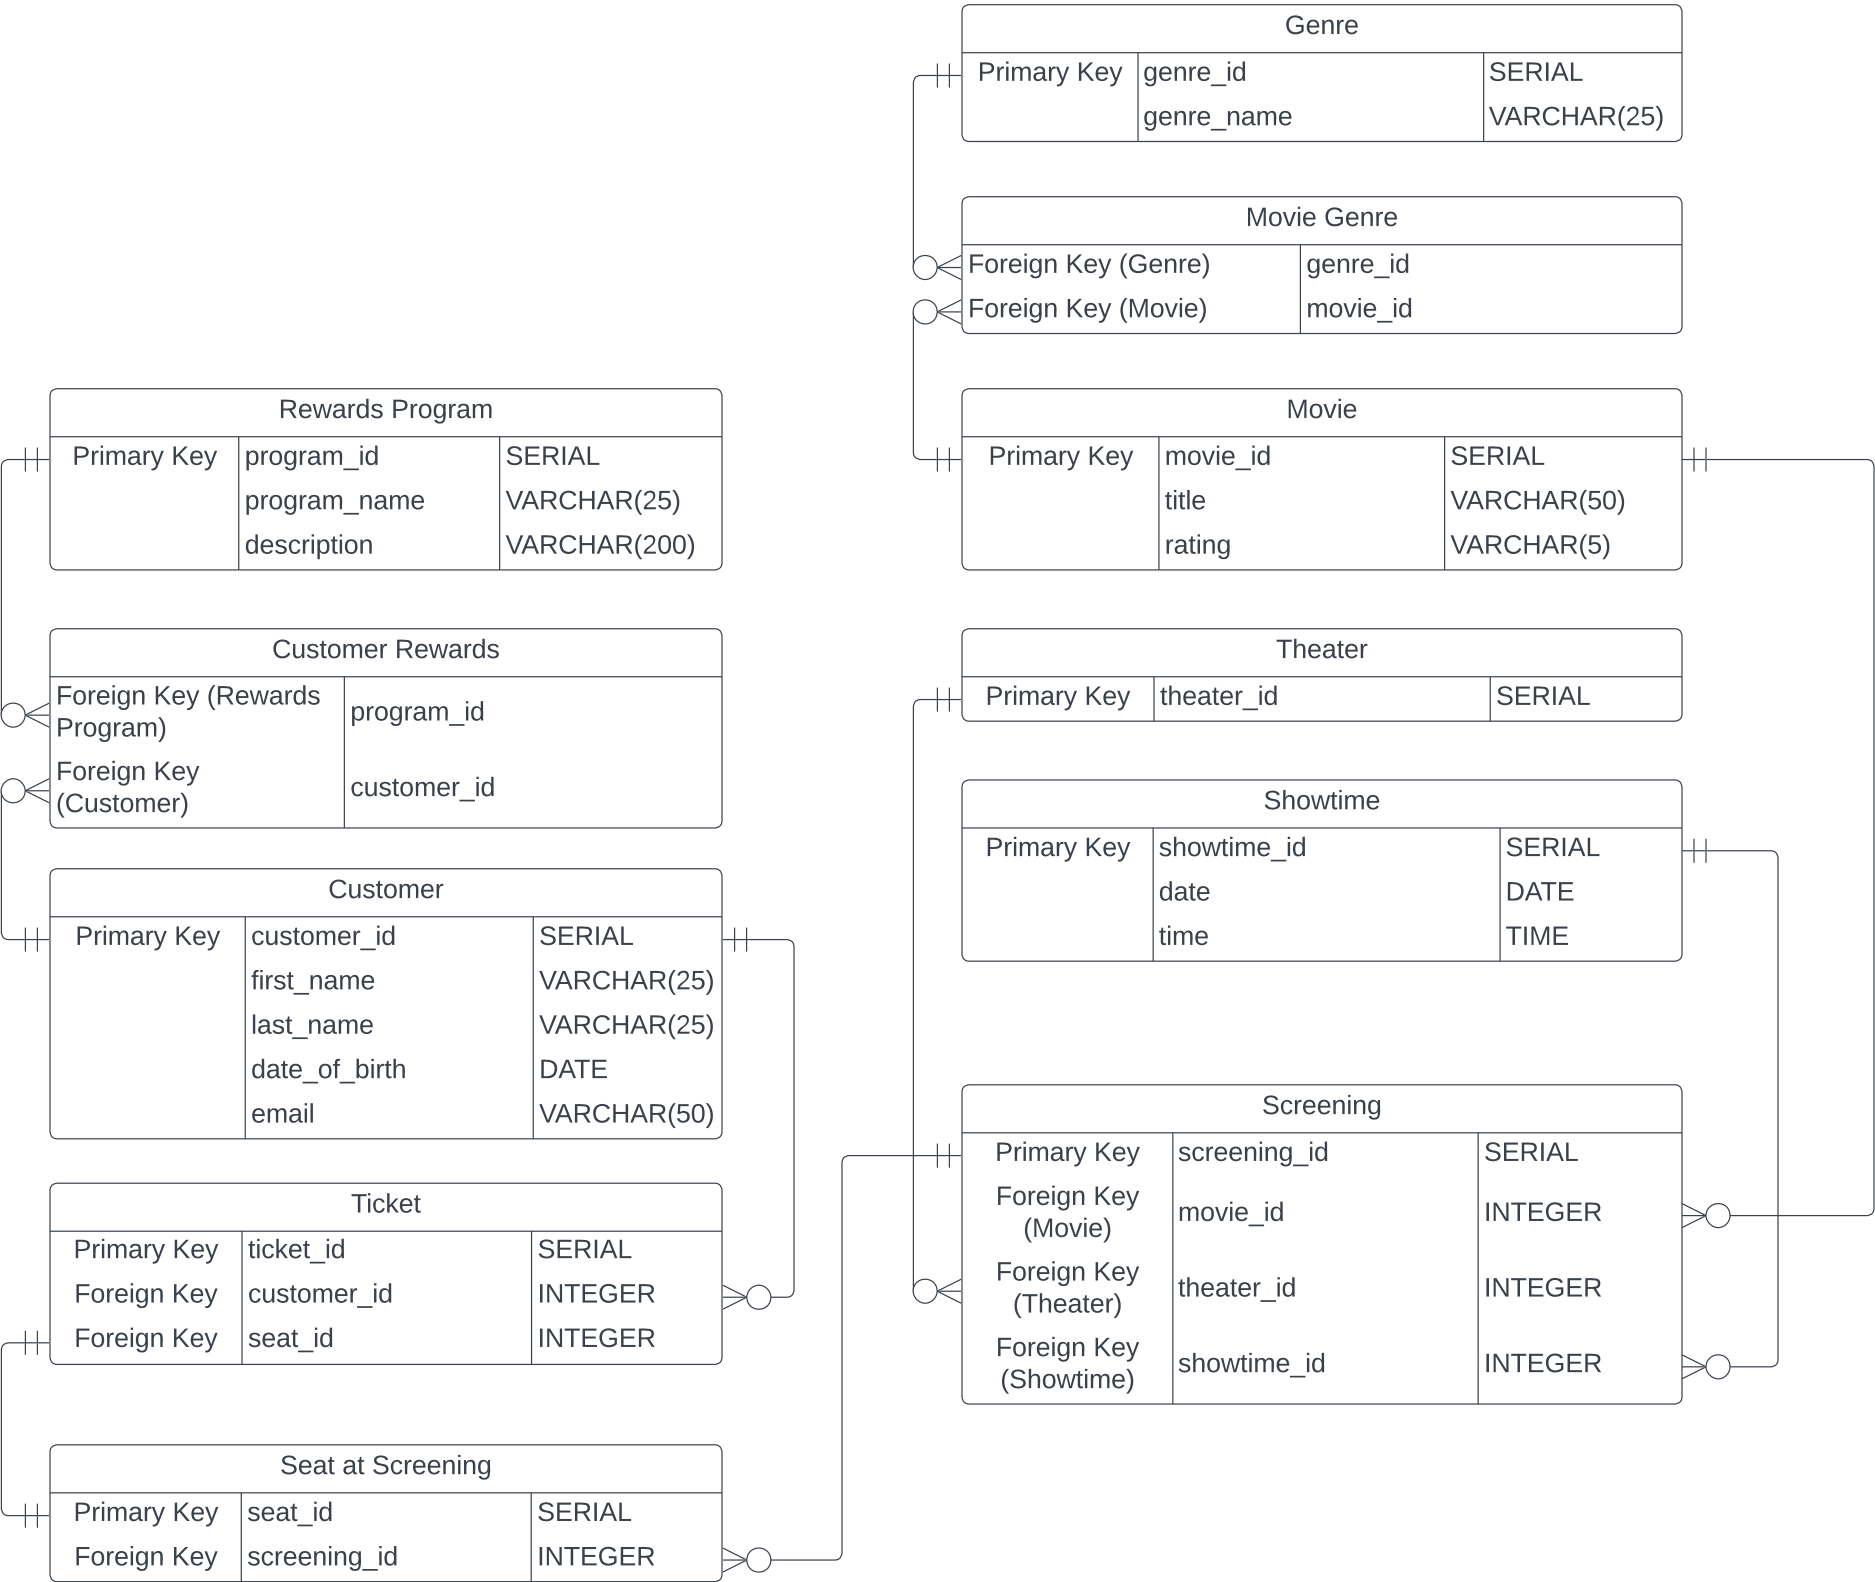 Genre
Primary Key genre_id SERIAL
genre_name VARCHAR(25)
Movie Genre
Foreign Key (Genre) genre_id
Foreign Key (Movie) movie_id
Rewards Program
Primary Key program_id SERIAL
program_name VARCHAR(25)
description VARCHAR(200)
Movie
Primary Key movie_id SERIAL
title VARCHAR(50)
rating VARCHAR(5)
Customer Rewards
Foreign Key (Rewards
Program)
program_id
Foreign Key
(Customer)
customer_id
Theater
Primary Key theater_id SERIAL
Showtime
Primary Key showtime_id SERIAL
date DATE
time TIME
Customer
Primary Key customer_id SERIAL
first_name VARCHAR(25)
last_name VARCHAR(25)
date_of_birth DATE
email VARCHAR(50)
Screening
Primary Key screening_id SERIAL
Foreign Key
(Movie)
movie_id INTEGER
Foreign Key
(Theater)
theater_id INTEGER
Foreign Key
(Showtime)
showtime_id INTEGER
Ticket
Primary Key ticket_id SERIAL
Foreign Key customer_id INTEGER
Foreign Key seat_id INTEGER
Seat at Screening
Primary Key seat_id SERIAL
Foreign Key screening_id INTEGER